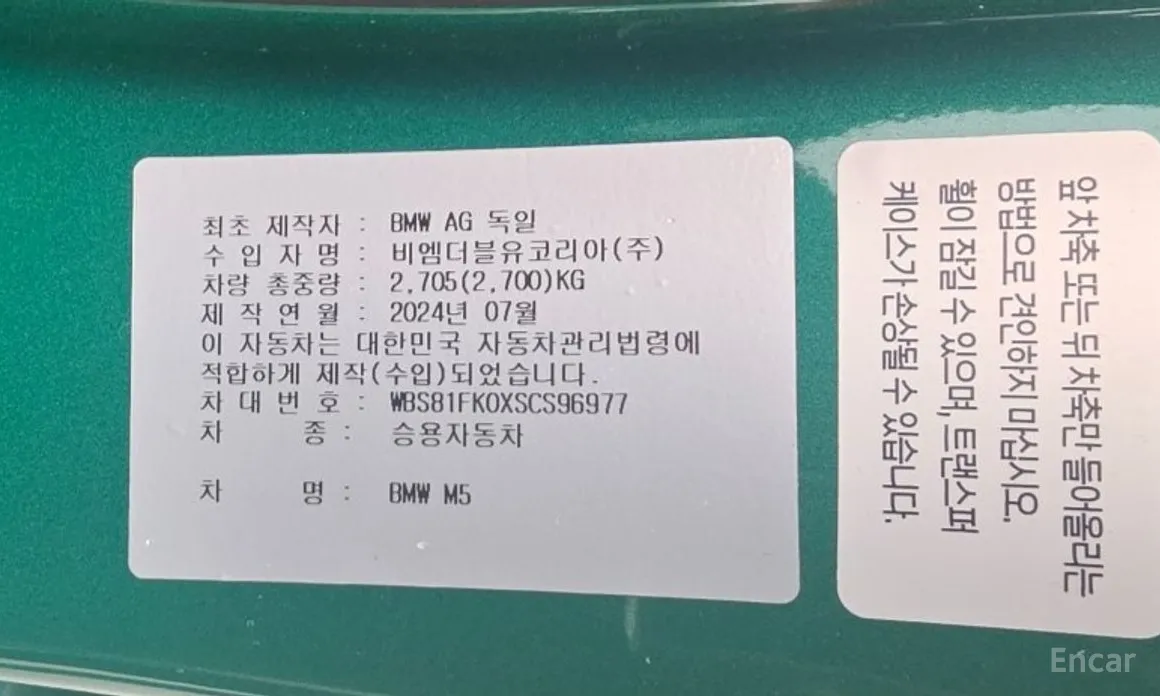 최초 제작자 : BMW AG 독일
수 입 자 명 : 비엠더블유코리아(주)
차량 총중량 : 2,705(2,700)KG
제 작 연 월 : 2024년 07월
이 자동차는 대한민국 자동차관리법령에
적합하게 제작(수입)되었습니다.
차 대 번 호 : WBS81FK0XSCS96977
차 종 : 승용자동차
차 명 : BMW M5
앞 차축 또는 뒤 차축만 들어올리는
방법으로 견인하지 마십시오.
휠이 잠길 수 있으며, 트랜스퍼
케이스가 손상될 수 있습니다.
Encar